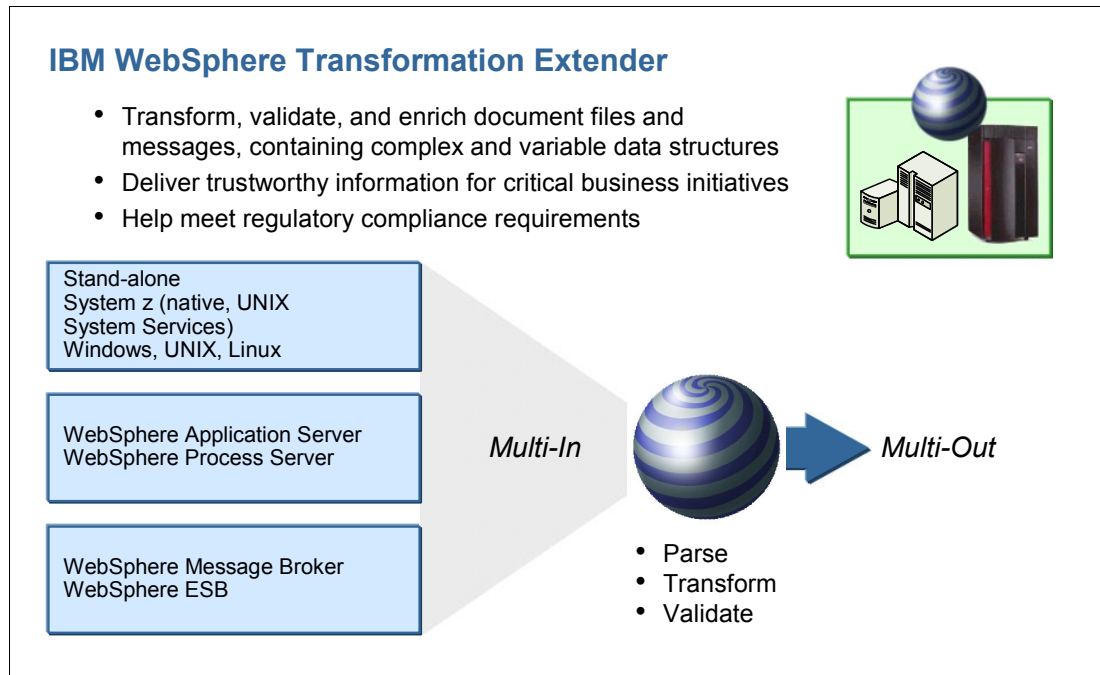 IBM WebSphere Transformation Extender
• Transform, validate, and enrich document files and
messages, containing complex and variable data structures
• Deliver trustworthy information for critical business initiatives
• Help meet regulatory compliance requirements
Stand-alone
System z (native, UNIX
System Services)
Windows, UNIX, Linux
WebSphere Application Server
WebSphere Process Server
WebSphere Message Broker
WebSphere ESB
Multi-In
Multi-Out
• Parse
• Transform
• Validate